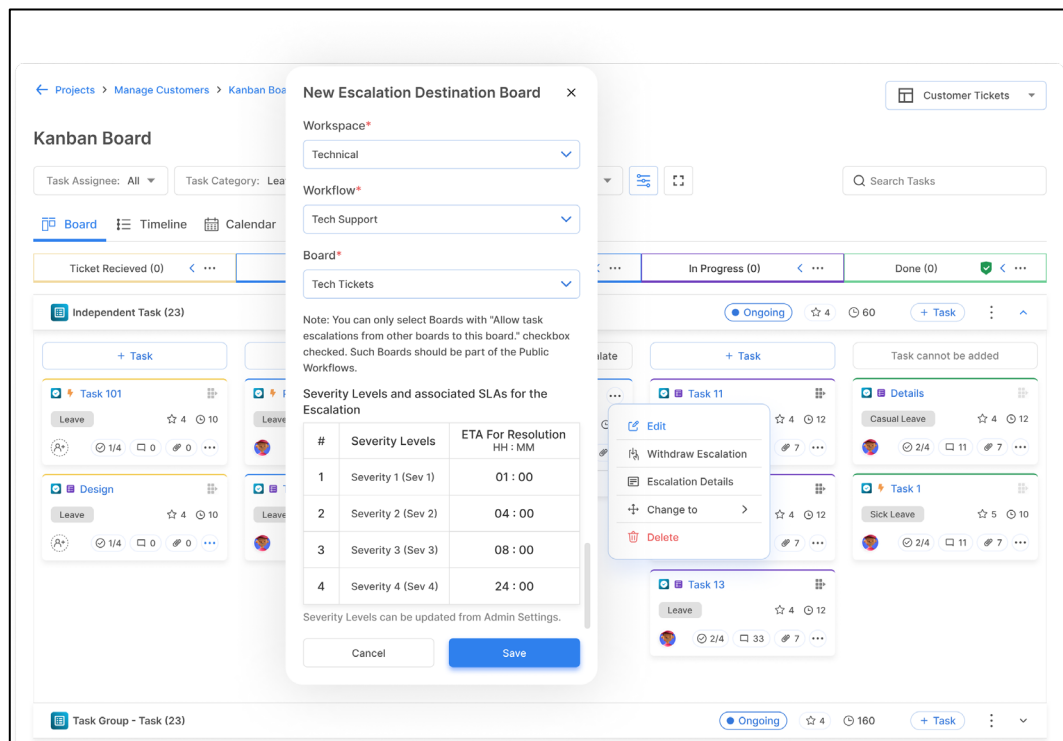 Projects > Manage Customers > Kanban Boa
Customer Tickets
Kanban Board
Task Assignee: All
Task Category: Lea
Search Tasks
Board
Timeline
Calendar
Ticket Recieved (0)
In Progress (0)
Done (0)
Independent Task (23)
Ongoing
4
60
+ Task
+ Task
+ Task
Task cannot be added
Task 101
Leave
4
10
1/4
0
0
Design
Leave
4
10
1/4
0
0
Leave
Leave
New Escalation Destination Board
Workspace*
Technical
Workflow*
Tech Support
Board*
Tech Tickets
Note: You can only select Boards with "Allow task
escalations from other boards to this board." checkbox
checked. Such Boards should be part of the Public
Workflows.
Severity Levels and associated SLAs for the
Escalation
# Severity Levels ETA For Resolution
HH : MM
1 Severity 1 (Sev 1) 01 : 00
2 Severity 2 (Sev 2) 04 : 00
3 Severity 3 (Sev 3) 08 : 00
4 Severity 4 (Sev 4) 24 : 00
Severity Levels can be updated from Admin Settings.
Cancel
Save
late
Edit
Withdraw Escalation
Escalation Details
Change to
Delete
Task 11
4
12
7
4
12
7
Task 13
Leave
4
12
2/4
33
7
Details
Casual Leave
4
12
2/4
11
7
Task 1
Sick Leave
5
10
2/4
11
7
Task Group - Task (23)
Ongoing
4
160
+ Task